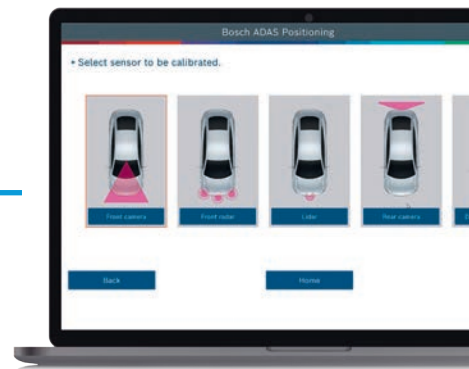 Bosch ADAS Positioning
• Select sensor to be calibrated.
Front camera
Front radar
Lidar
Rear camera
Back
Home